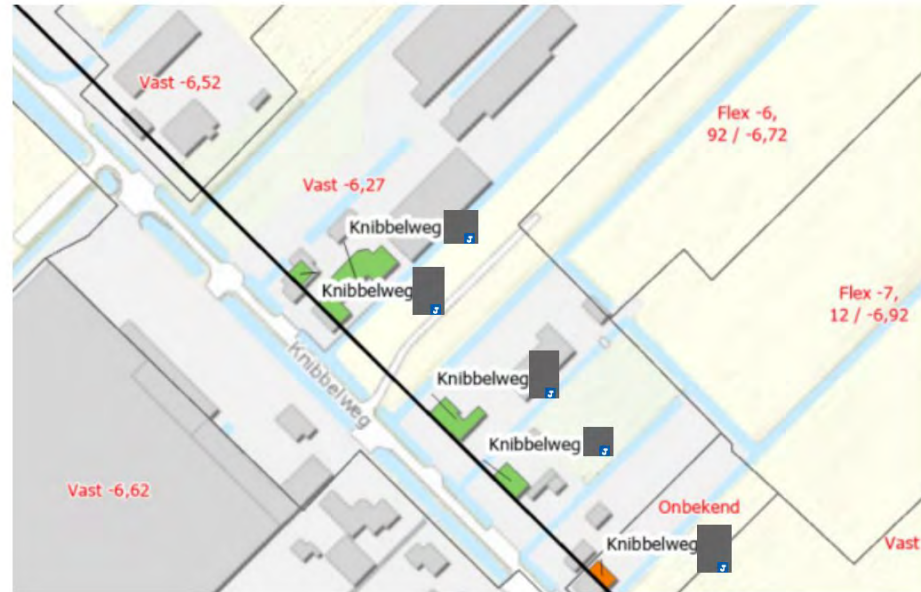 Vast -6,52
Flex -6,
92 / -6,72
Vast -6,27
Knibbelweg
Knibbelweg
Flex -7,
12 / -6,92
Knibbelweg
Knibbelweg
Knibbelweg
Vast -6,62
Onbekend
Knibbelweg
Vast